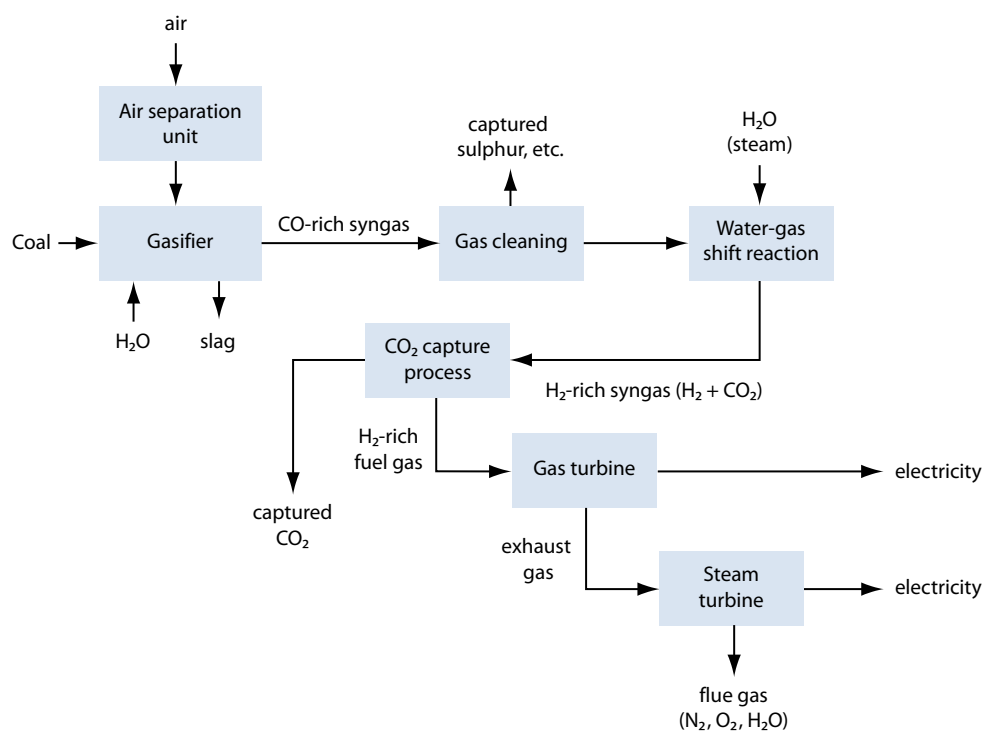 air
Air separation
unit
captured
sulphur, etc.
H₂O
(steam)
Coal
Gasifier
CO-rich syngas
Gas cleaning
Water-gas
shift reaction
H₂O
slag
CO₂ capture
process
H₂-rich syngas (H₂ + CO₂)
H₂-rich
fuel gas
Gas turbine
electricity
captured
CO₂
exhaust
gas
Steam
turbine
electricity
flue gas
(N₂, O₂, H₂O)